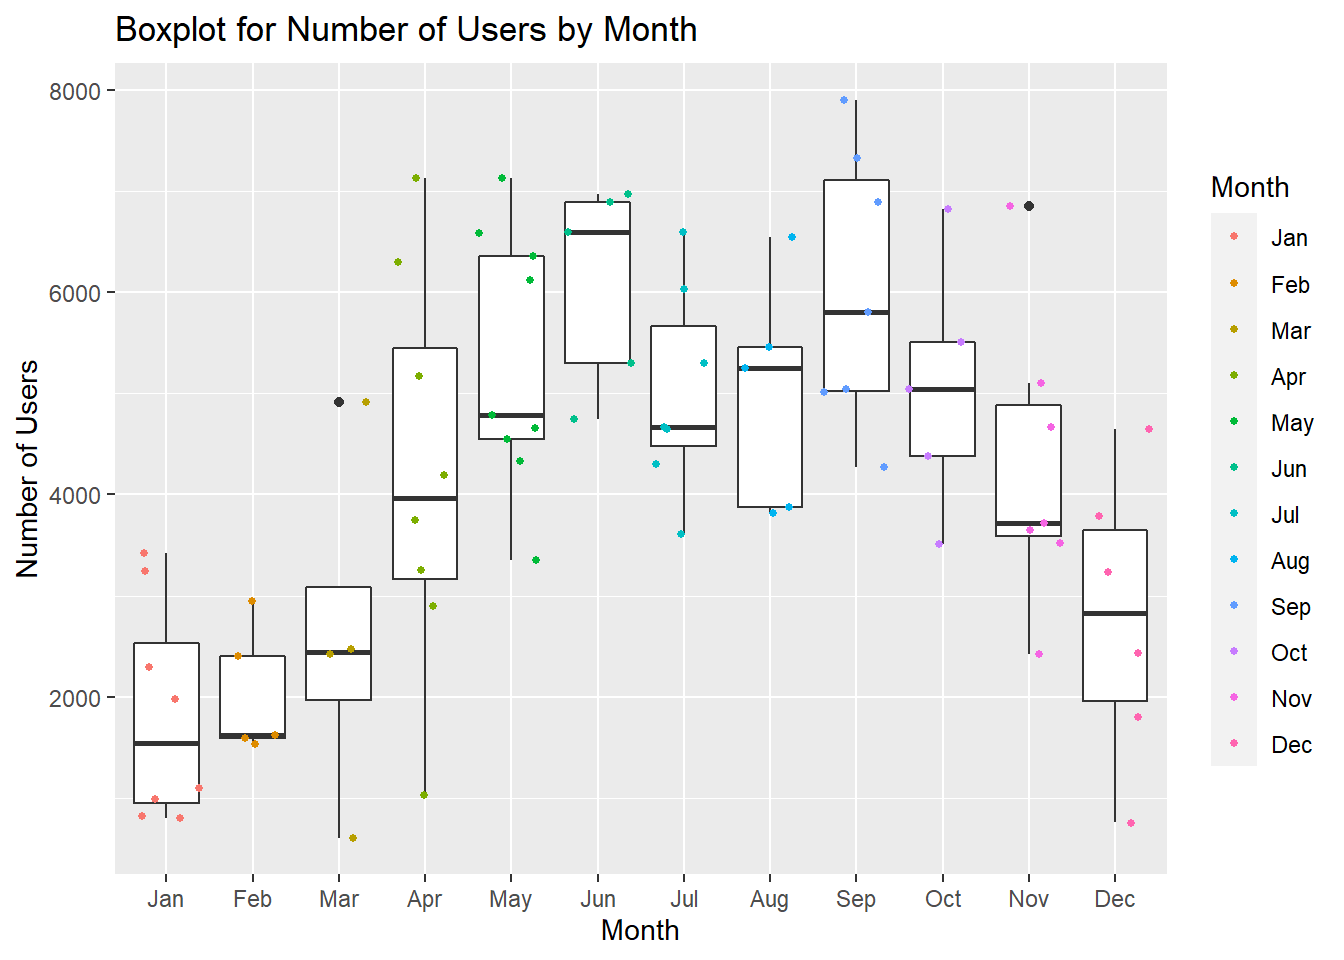 Boxplot for Number of Users by Month
8000
6000
4000
2000
Number of Users
Jan Feb Mar Apr May Jun Jul Aug Sep Oct Nov Dec
Month
Month
Jan
Feb
Mar
Apr
May
Jun
Jul
Aug
Sep
Oct
Nov
Dec